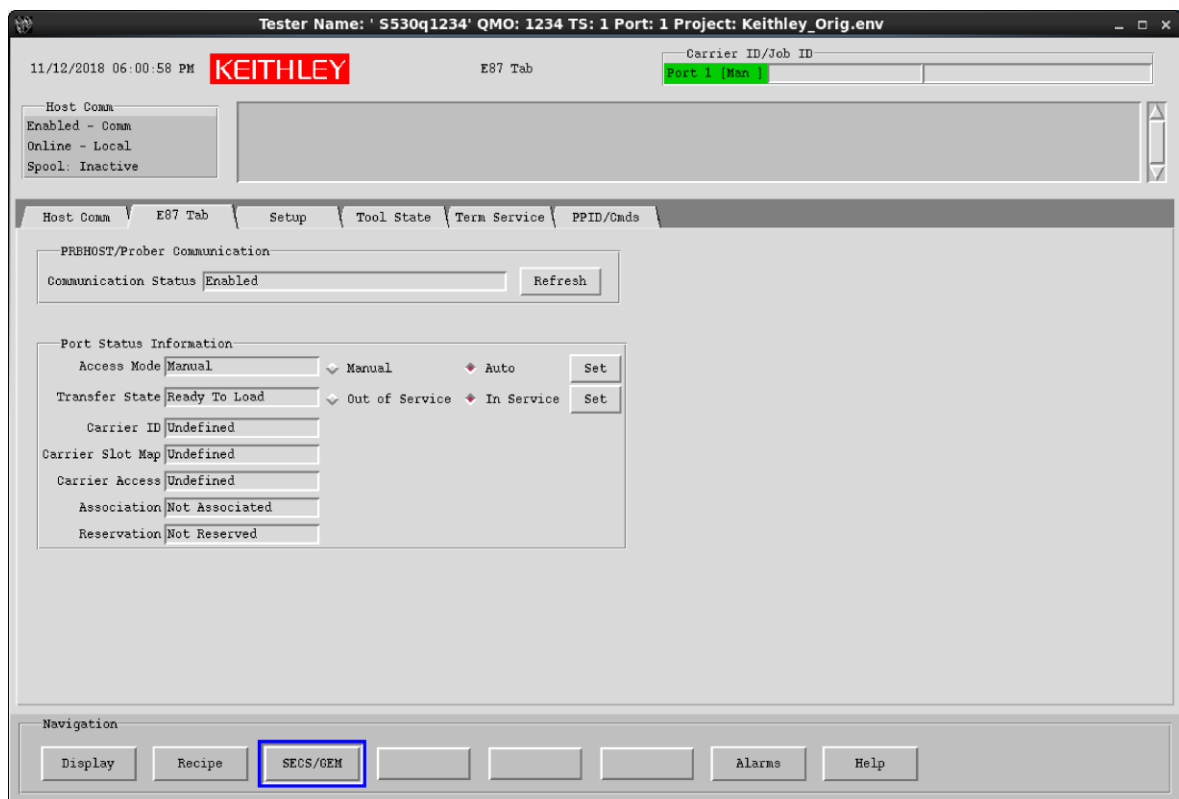 Tester Name: ' S530q1234' QMO: 1234 TS: 1 Port: 1 Project: Keithley_Orig.env
11/12/2018 06:00:58 PM KEITHLEY E87 Tab
Carrier ID/Job ID
Port 1 [Man ]
Host Comm
Enabled - Comm
Online - Local
Spool: Inactive
Host Comm E87 Tab Setup Tool State Term Service PPID/Cmds
PRBHOST/Prober Communication
Communication Status Enabled Refresh
Port Status Information
Access Mode Manual Manual Auto Set
Transfer State Ready To Load Out of Service In Service Set
Carrier ID Undefined
Carrier Slot Map Undefined
Carrier Access Undefined
Association Not Associated
Reservation Not Reserved
Navigation
Display Recipe SECS/GEM Alarms Help